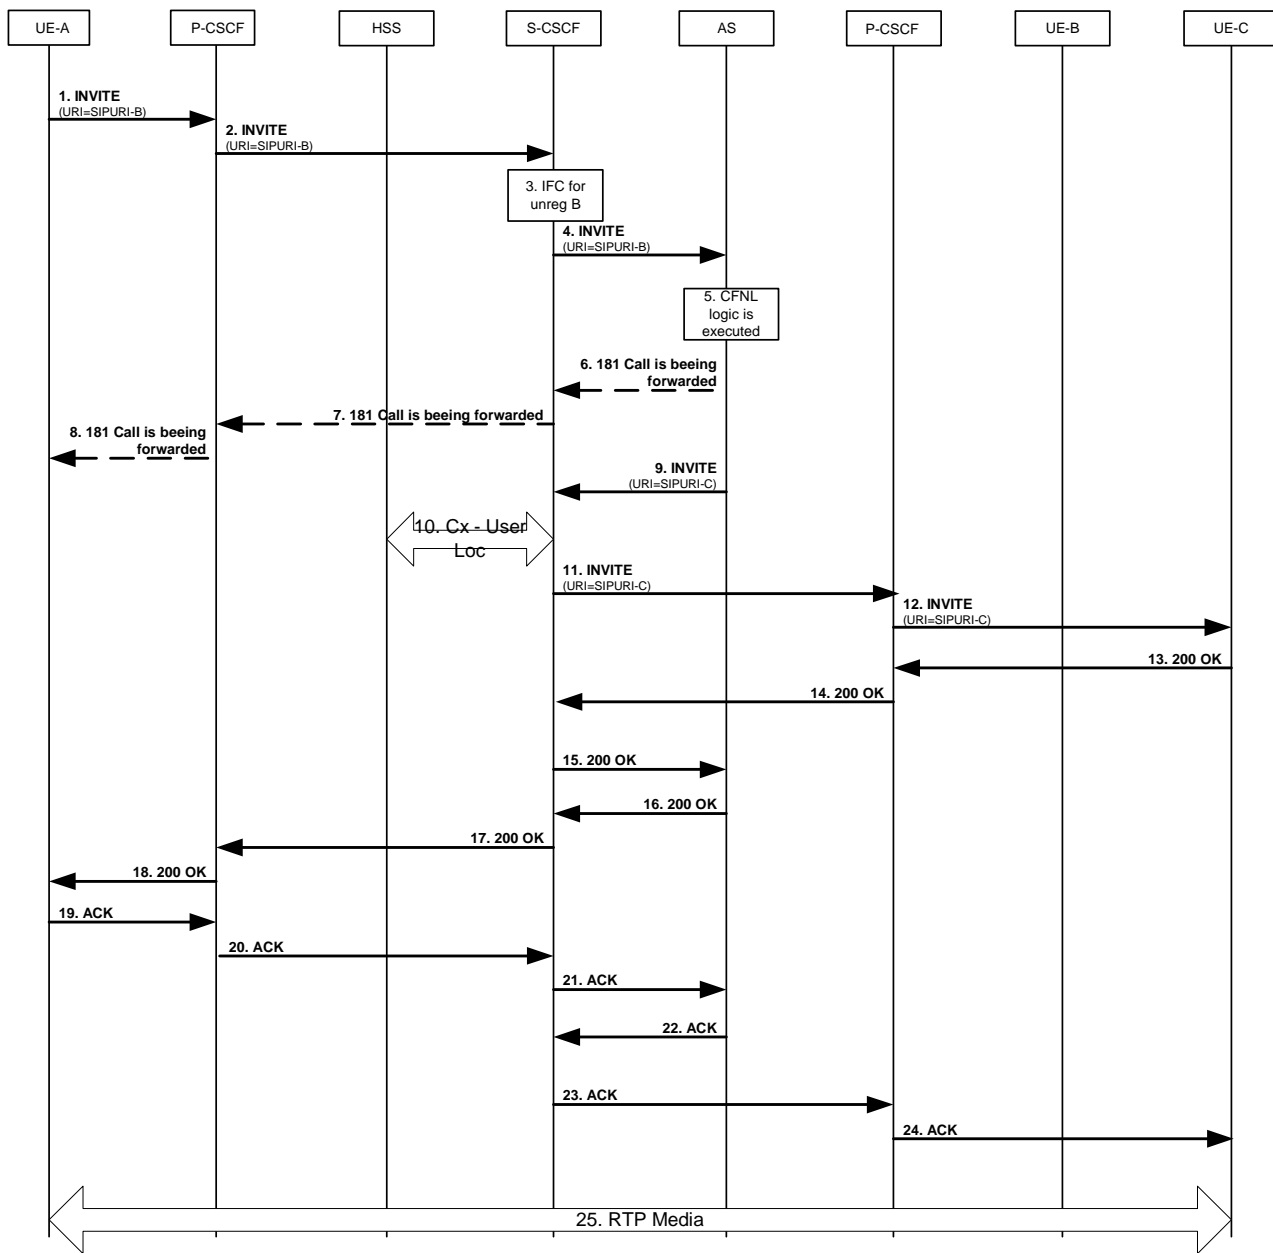 UE-A
P-CSCF
HSS
S-CSCF
AS
P-CSCF
UE-B
UE-C
1. INVITE
(URI=SIPURI-B)
2. INVITE
(URI=SIPURI-B)
3. IFC for
unreg B
4. INVITE
(URI=SIPURI-B)
5. CFNL
logic is
executed
6. 181 Call is beeing
forwarded
7. 181 Call is beeing forwarded
8. 181 Call is beeing
forwarded
9. INVITE
(URI=SIPURI-C)
10. Cx - User
Loc
11. INVITE
(URI=SIPURI-C)
12. INVITE
(URI=SIPURI-C)
13. 200 OK
14. 200 OK
15. 200 OK
16. 200 OK
17. 200 OK
18. 200 OK
19. ACK
20. ACK
21. ACK
22. ACK
23. ACK
24. ACK
25. RTP Media